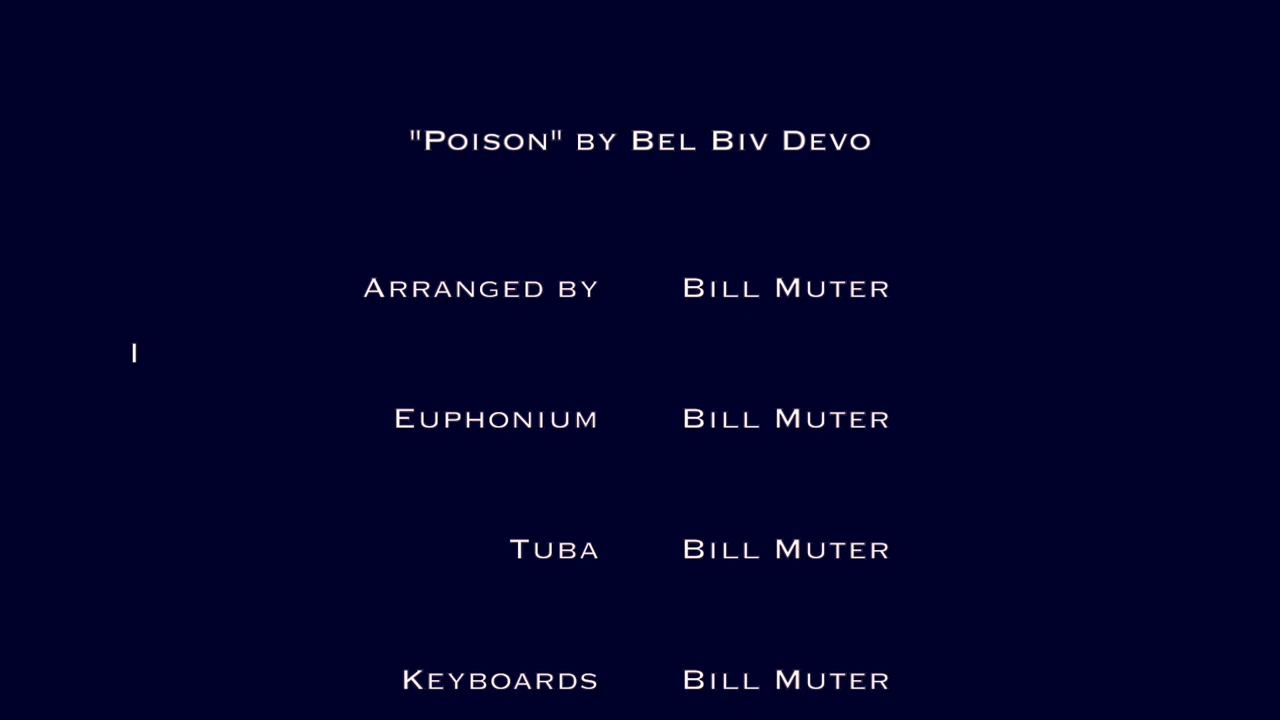 "Poison" by Bel Biv Devo
Arranged by Bill Muter
I
Euphonium Bill Muter
Tuba Bill Muter
Keyboards Bill Muter